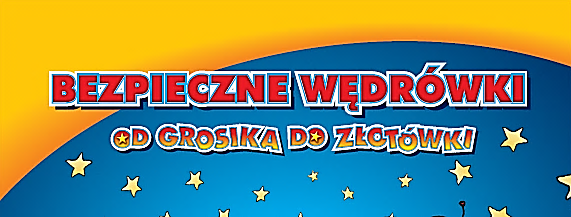 BEZPIECZNE WĘDRÓWKI
OD GROSIKA DO ZŁOTÓWKI